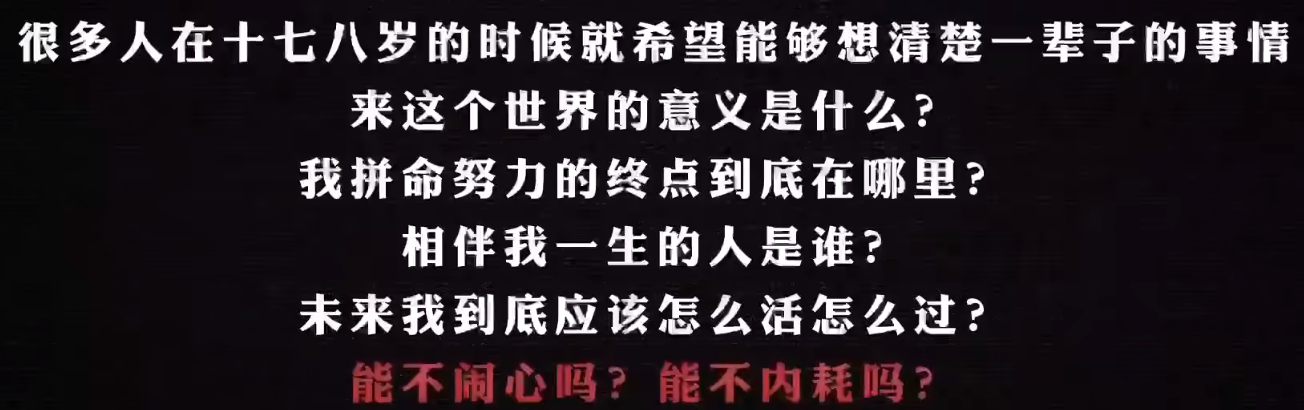 很多人在十七八岁的时候就希望能够想清楚一辈子的事情
来这个世界的意义是什么?
我拼命努力的终点到底在哪里?
相伴我一生的人是谁?
未来我到底应该怎么活怎么过?
能不闹心吗? 能不内耗吗?